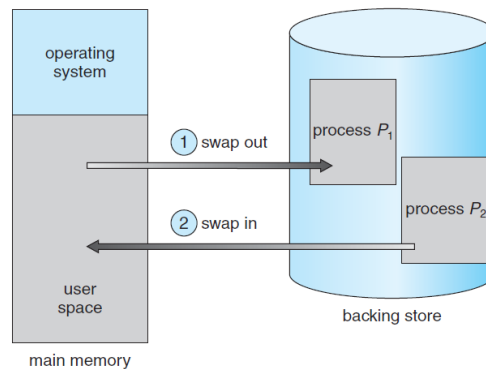 operating
system
1 swap out
process P₁
2 swap in
process P₂
user
space
backing store
main memory